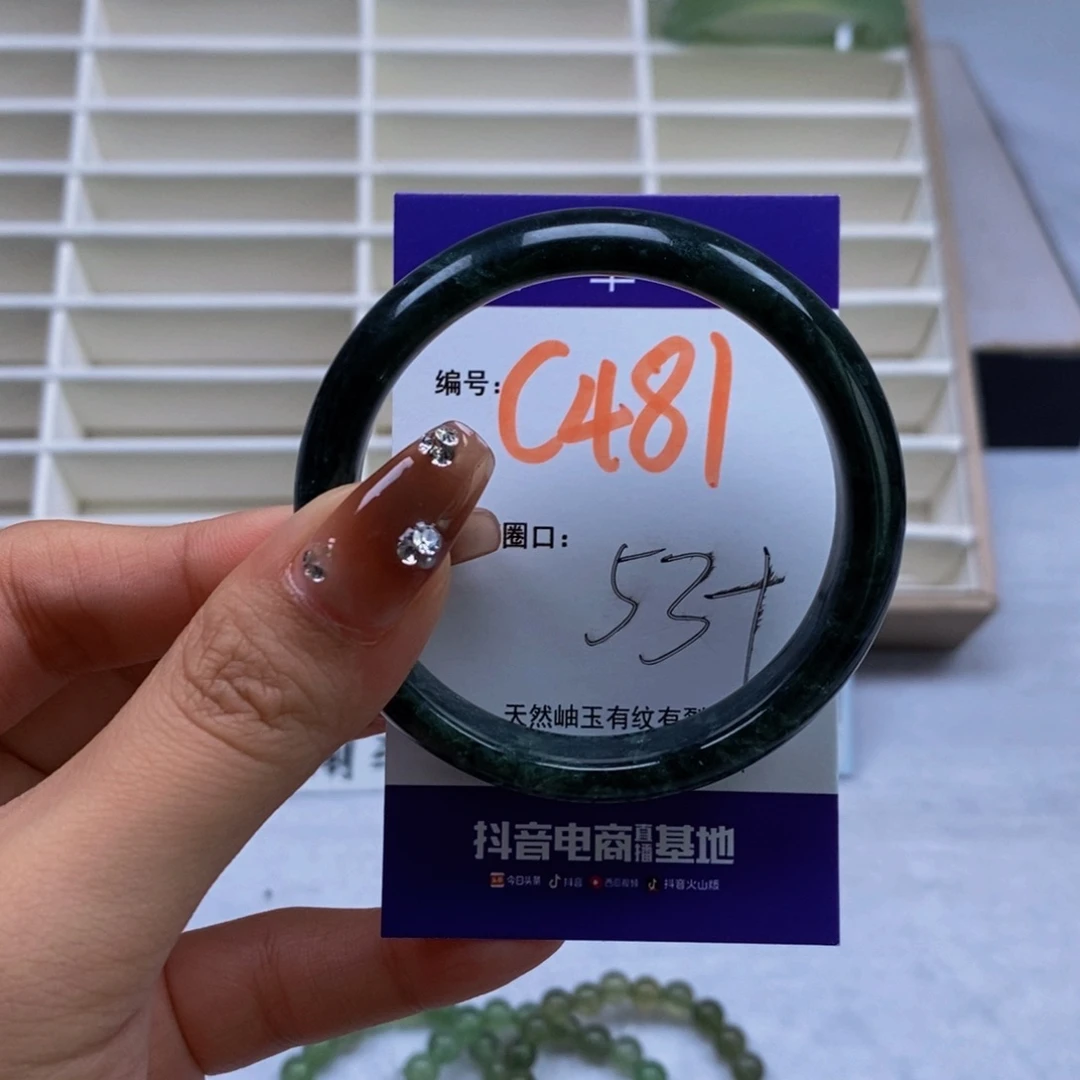 编号：C481
圈口：53+
天然岫玉有纹有
抖音电商直播基地
今日头条 抖音 西瓜视频 抖音火山版